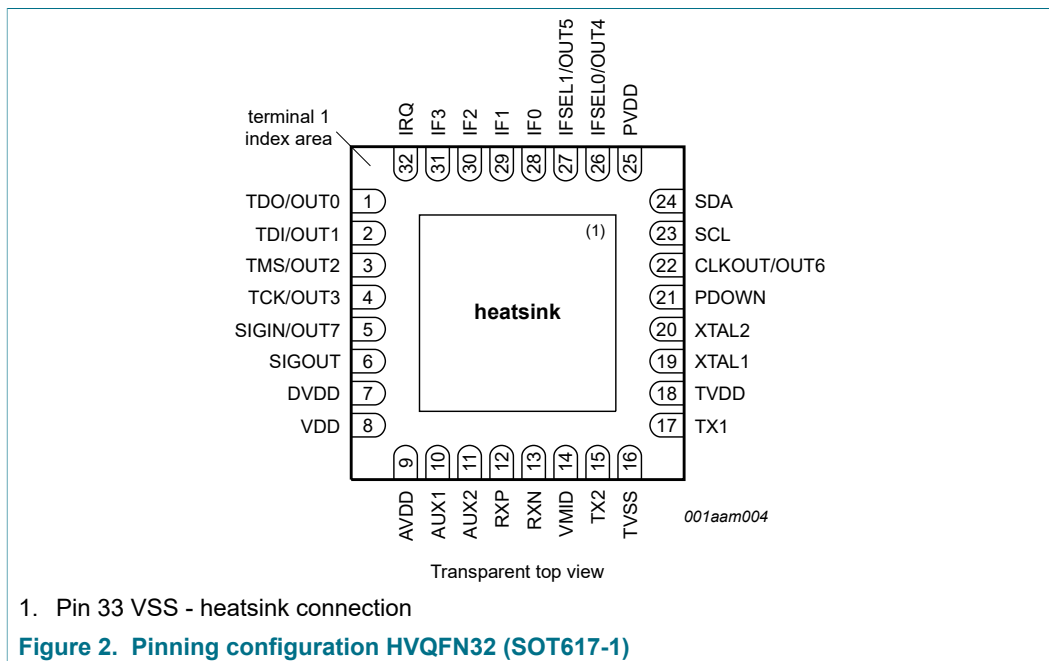 IRQ
IF3
IF2
IF1
IF0
IFSEL1/OUT5
IFSEL0/OUT4
PVDD
terminal 1
index area
32
31
30
29
28
27
26
25
TDO/OUT0 1
TDI/OUT1 2
TMS/OUT2 3
TCK/OUT3 4
SIGIN/OUT7 5
SIGOUT 6
DVDD 7
VDD 8
(1)
heatsink
24 SDA
23 SCL
22 CLKOUT/OUT6
21 PDOWN
20 XTAL2
19 XTAL1
18 TVDD
17 TX1
9
10
11
12
13
14
15
16
AVDD
AUX1
AUX2
RXP
RXN
VMID
TX2
TVSS
001aam004
Transparent top view
1. Pin 33 VSS - heatsink connection
Figure 2. Pinning configuration HVQFN32 (SOT617-1)